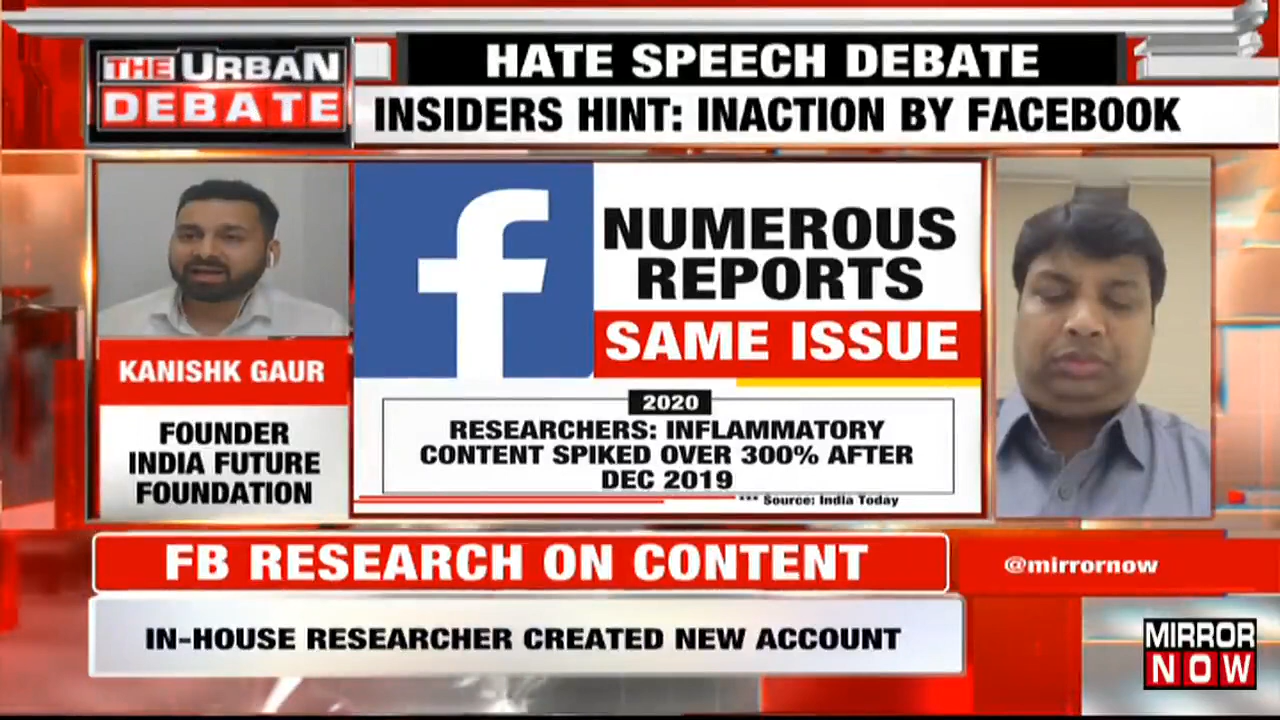 THE URBAN
DEBATE
HATE SPEECH DEBATE
INSIDERS HINT: INACTION BY FACEBOOK
f
NUMEROUS
REPORTS
SAME ISSUE
KANISHK GAUR
FOUNDER
INDIA FUTURE
FOUNDATION
2020
RESEARCHERS: INFLAMMATORY
CONTENT SPIKED OVER 300% AFTER
DEC 2019
*** Source: India Today
FB RESEARCH ON CONTENT
@mirrornow
IN-HOUSE RESEARCHER CREATED NEW ACCOUNT
MIRROR
NOW